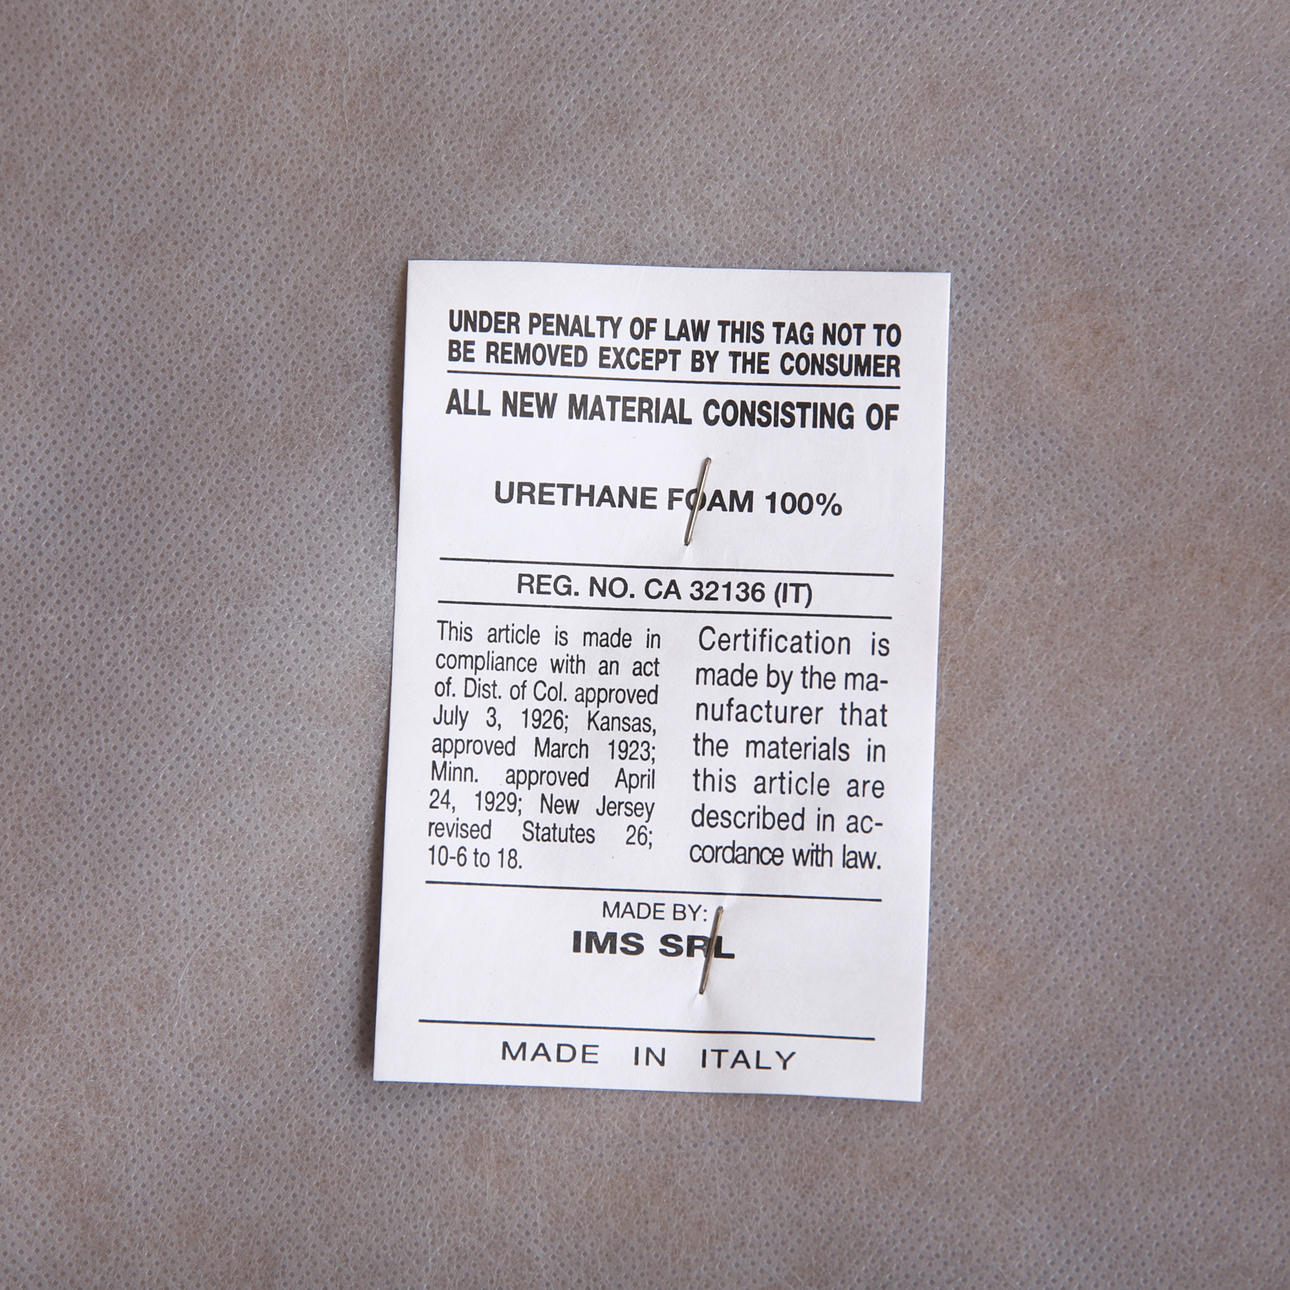 UNDER PENALTY OF LAW THIS TAG NOT TO
BE REMOVED EXCEPT BY THE CONSUMER
ALL NEW MATERIAL CONSISTING OF
URETHANE FOAM 100%
REG. NO. CA 32136 (IT)
This article is made in
compliance with an act
of. Dist. of Col. approved
July 3, 1926; Kansas,
approved March 1923;
Minn. approved April
24, 1929; New Jersey
revised Statutes 26;
10-6 to 18.
Certification is
made by the ma-
nufacturer that
the materials in
this article are
described in ac-
cordance with law.
MADE BY:
IMS SRL
MADE IN ITALY